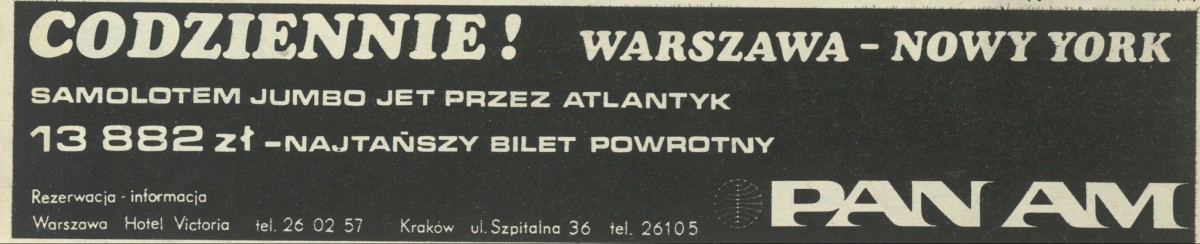 CODZIENNIE! WARSZAWA - NOWY YORK
SAMOLOTEM JUMBO JET PRZEZ ATLANTYK
13 882 zł - NAJTAŃSZY BILET POWROTNY
Rezerwacja - informacja
Warszawa Hotel Victoria tel. 26 02 57 Kraków ul. Szpitalna 36 tel. 26105
PAN AM